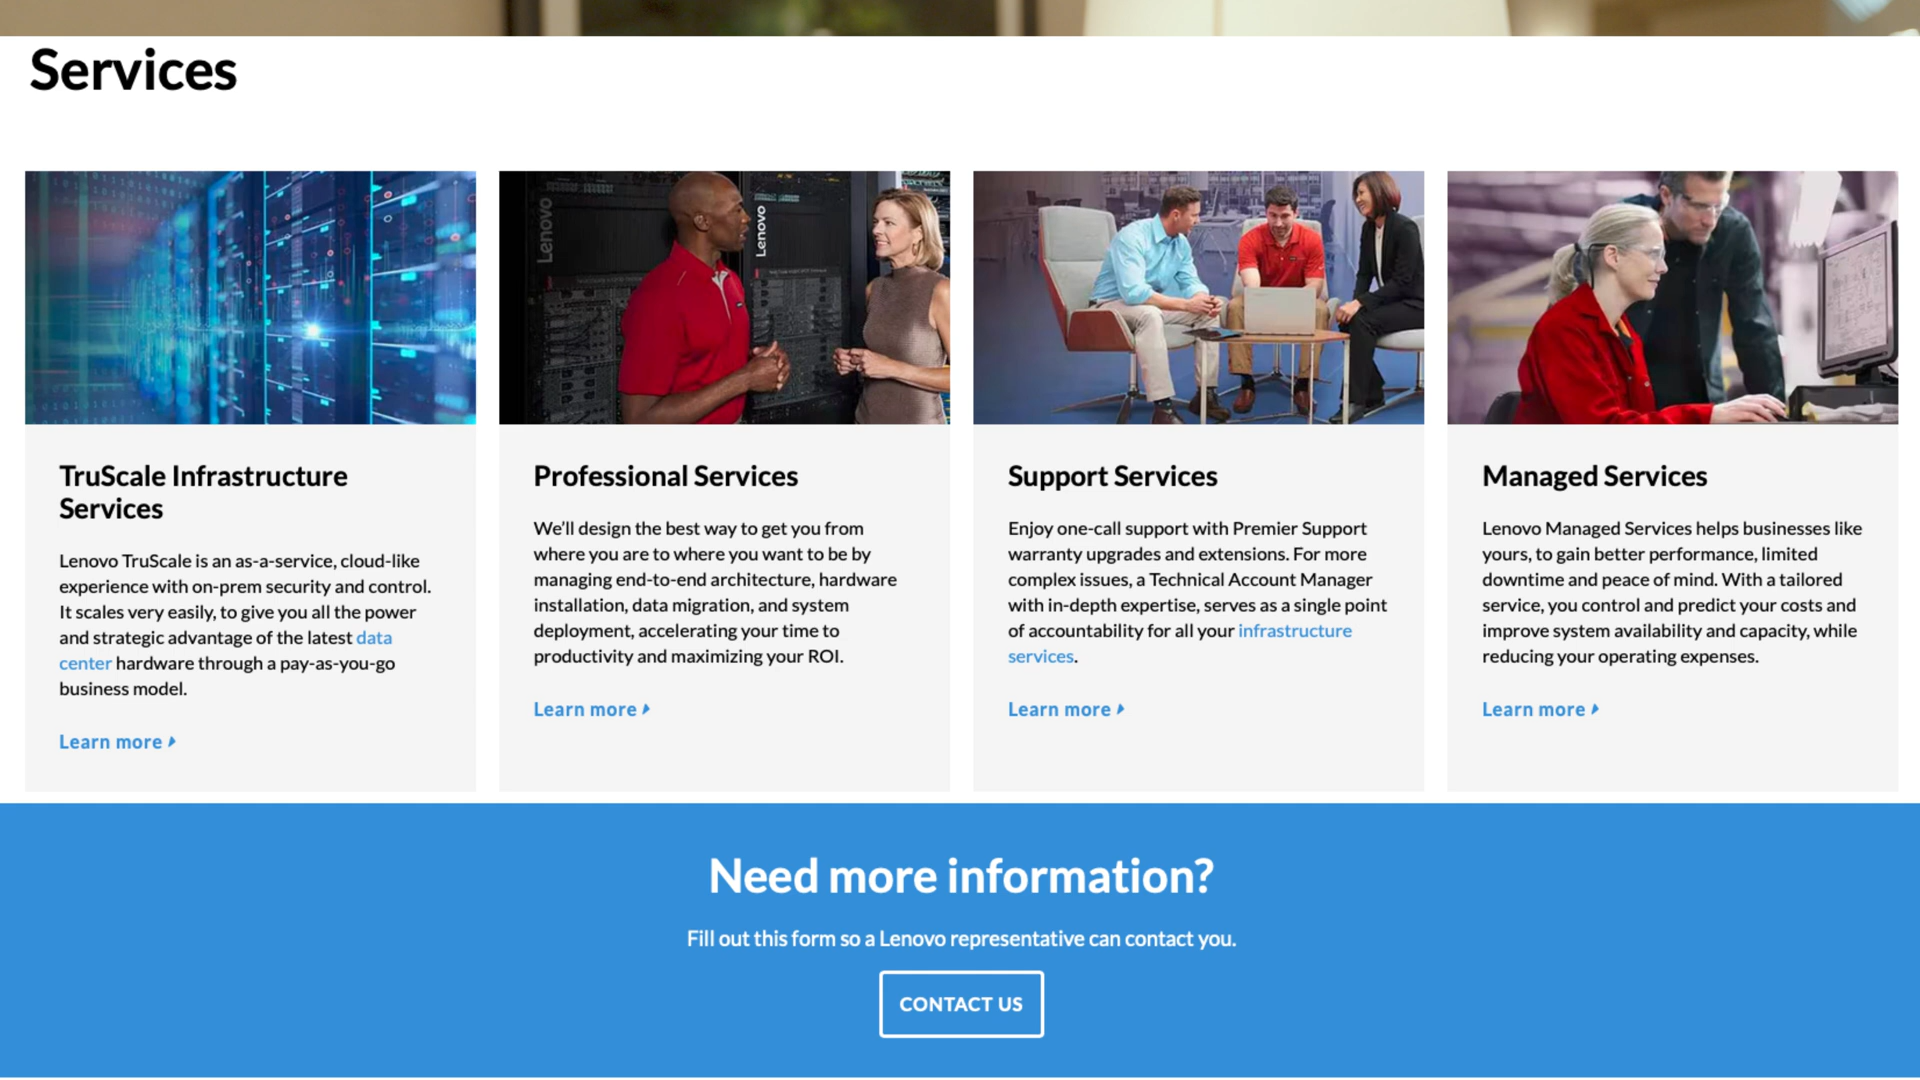 Services
Lenovo
Lenovo
TruScale Infrastructure
Services
Lenovo TruScale is an as-a-service, cloud-like
experience with on-prem security and control.
It scales very easily, to give you all the power
and strategic advantage of the latest data
center hardware through a pay-as-you-go
business model.
Learn more
Professional Services
We'll design the best way to get you from
where you are to where you want to be by
managing end-to-end architecture, hardware
installation, data migration, and system
deployment, accelerating your time to
productivity and maximizing your ROI.
Learn more
Support Services
Enjoy one-call support with Premier Support
warranty upgrades and extensions. For more
complex issues, a Technical Account Manager
with in-depth expertise, serves as a single point
of accountability for all your infrastructure
services.
Learn more
Managed Services
Lenovo Managed Services helps businesses like
yours, to gain better performance, limited
downtime and peace of mind. With a tailored
service, you control and predict your costs and
improve system availability and capacity, while
reducing your operating expenses.
Learn more
Need more information?
Fill out this form so a Lenovo representative can contact you.
CONTACT US